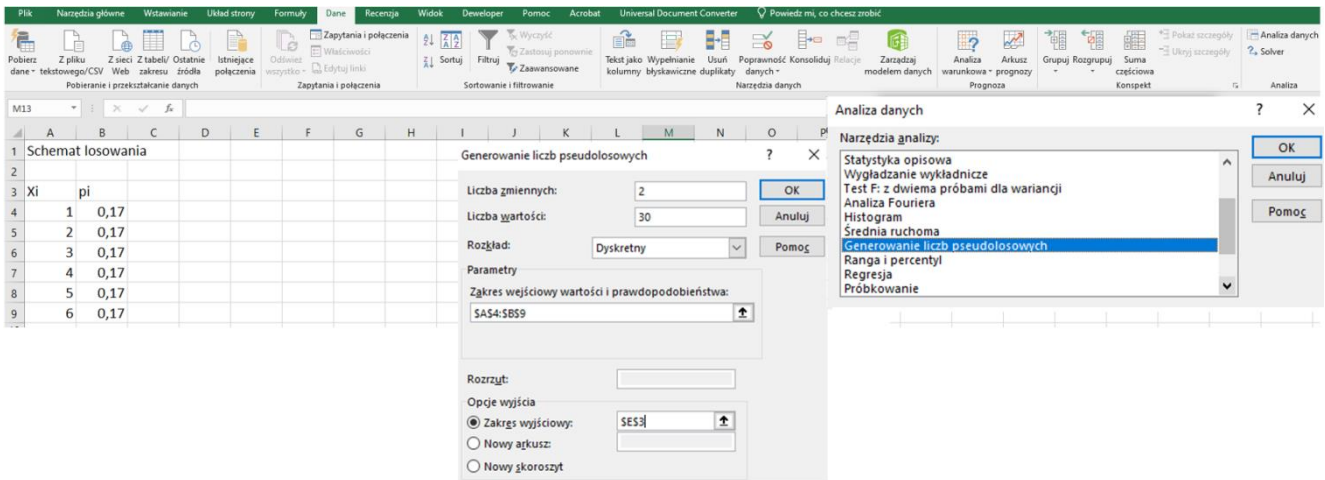 Plik Narzędzia główne Wstawianie Układ strony Formuły Dane Recenzja Widok Deweloper Pomoc Acrobat Universal Document Converter Powiedz mi, co chcesz zrobić
Pobierz dane
Z pliku tekstowego/CSV
Z sieci Web
Z tabeli/ zakresu
Ostatnie źródła
Istniejące połączenia
Pobieranie i przekształcanie danych
Odśwież wszystko
Zapytania i połączenia
Właściwości
Edytuj linki
Zapytania i połączenia
Sortuj
Filtruj
Wyczyść
Zastosuj ponownie
Zaawansowane
Sortowanie i filtrowanie
Tekst jako kolumny
Wypełnianie błyskawiczne
Usuń duplikaty
Poprawność danych
Konsoliduj
Relacje
Zarządzaj modelem danych
Narzędzia danych
Analiza warunkowa
Arkusz prognozy
Prognoza
Grupuj
Rozgrupuj
Suma częściowa
Pokaż szczegóły
Ukryj szczegóły
Konspekt
Analiza danych
Solver
Analiza
M13 fx
A B C D E F G H I J K L M N O P
1 Schemat losowania
2
3 Xi pi
4 1 0,17
5 2 0,17
6 3 0,17
7 4 0,17
8 5 0,17
9 6 0,17
Generowanie liczb pseudolosowych ?
Liczba zmiennych: 2 OK
Liczba wartości: 30 Anuluj
Rozkład: Dyskretny Pomoc
Parametry
Zakres wejściowy wartości i prawdopodobieństwa:
$A$4:$B$9
Rozrzut:
Opcje wyjścia
Zakres wyjściowy: $E$3
Nowy arkusz:
Nowy skoroszyt
Analiza danych ?
Narzędzia analizy:
OK
Anuluj
Pomoc
Statystyka opisowa
Wygładzanie wykładnicze
Test F: z dwiema próbami dla wariancji
Analiza Fouriera
Histogram
Średnia ruchoma
Generowanie liczb pseudolosowych
Ranga i percentyl
Regresja
Próbkowanie